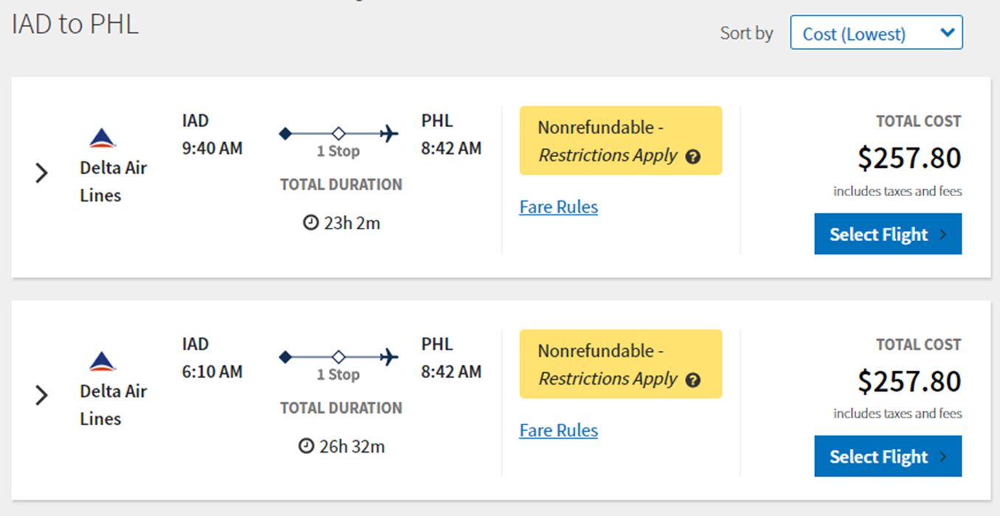 IAD to PHL
Sort by Cost (Lowest)
Delta Air
Lines
IAD
9:40 AM
1 Stop
PHL
8:42 AM
TOTAL DURATION
23h 2m
Nonrefundable -
Restrictions Apply ?
Fare Rules
TOTAL COST
$257.80
includes taxes and fees
Select Flight
Delta Air
Lines
IAD
6:10 AM
1 Stop
PHL
8:42 AM
TOTAL DURATION
26h 32m
Nonrefundable -
Restrictions Apply ?
Fare Rules
TOTAL COST
$257.80
includes taxes and fees
Select Flight